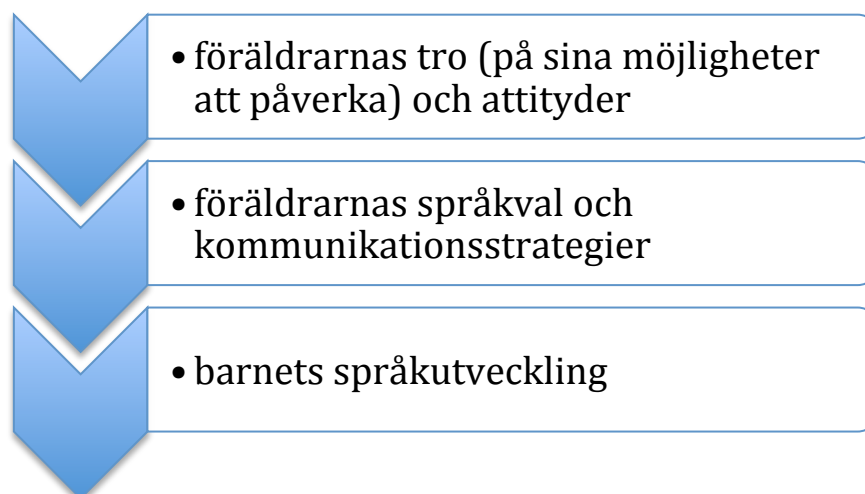 • föräldrarnas tro (på sina möjligheter
att påverka) och attityder
• föräldrarnas språkval och
kommunikationsstrategier
• barnets språkutveckling